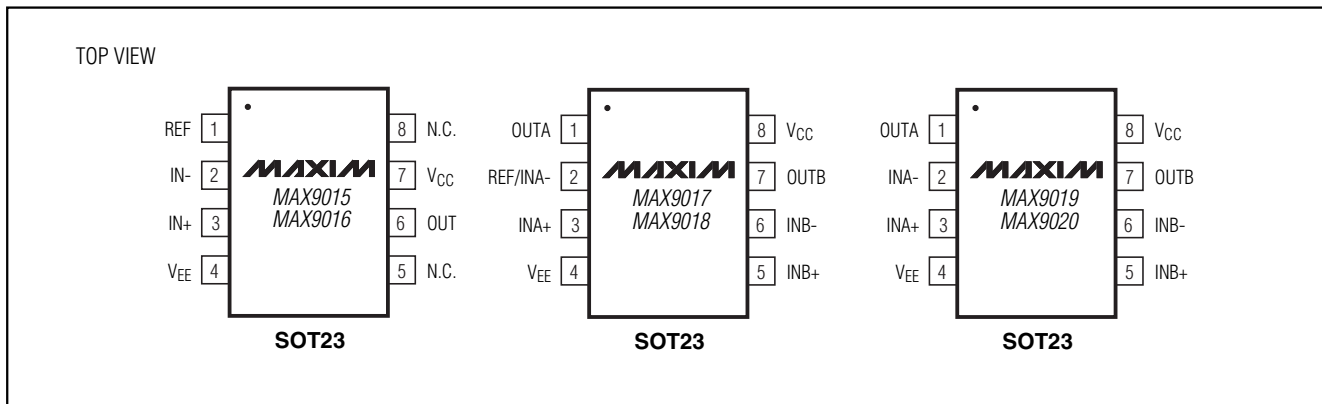 TOP VIEW
REF 1
IN- 2
IN+ 3
VEE 4
8 N.C.
7 VCC
6 OUT
5 N.C.
MAXIM
MAX9015
MAX9016
SOT23
OUTA 1
REF/INA- 2
INA+ 3
VEE 4
8 VCC
7 OUTB
6 INB-
5 INB+
MAXIM
MAX9017
MAX9018
SOT23
OUTA 1
INA- 2
INA+ 3
VEE 4
8 VCC
7 OUTB
6 INB-
5 INB+
MAXIM
MAX9019
MAX9020
SOT23